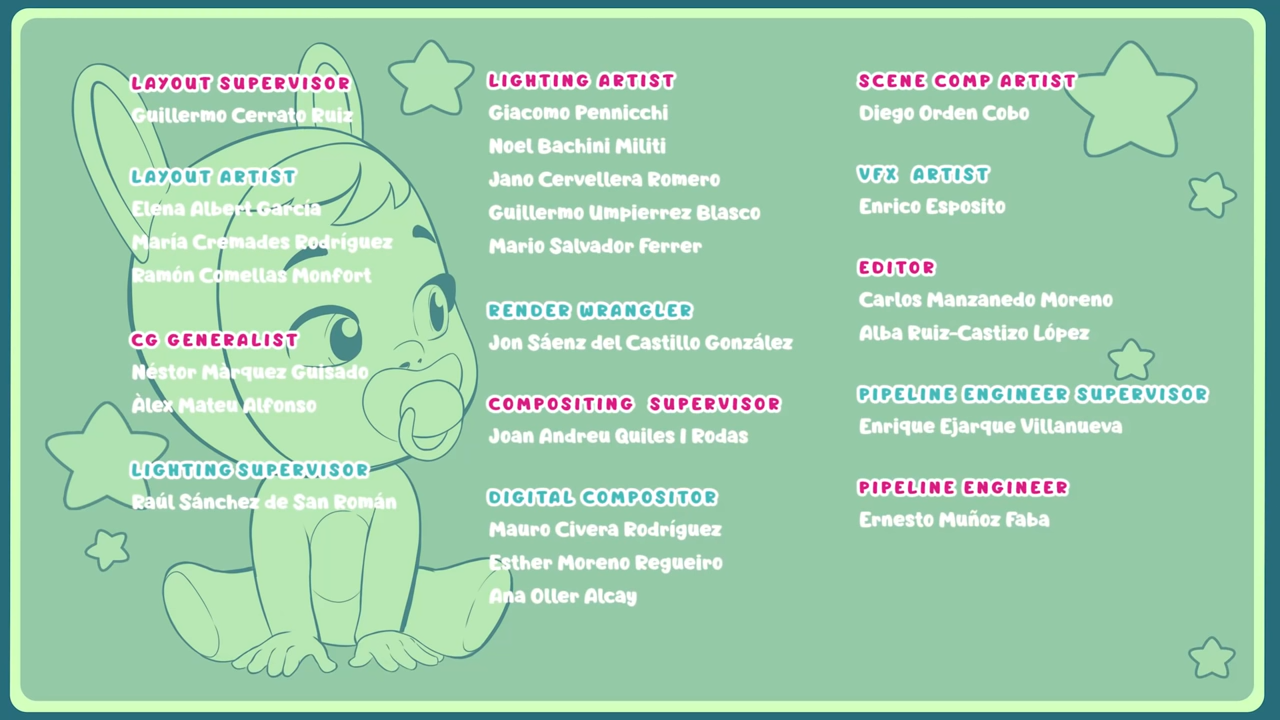 LAYOUT SUPERVISOR
Guillermo Cerrato Ruiz
LAYOUT ARTIST
Elena Albert García
María Cremades Rodríguez
Ramón Comellas Monfort
CG GENERALIST
Néstor Màrquez Guisado
Àlex Mateu Alfonso
LIGHTING SUPERVISOR
Raúl Sánchez de San Román
LIGHTING ARTIST
Giacomo Pennicchi
Noel Bachini Militi
Jano Cervellera Romero
Guillermo Umpierrez Blasco
Mario Salvador Ferrer
RENDER WRANGLER
Jon Sáenz del Castillo González
COMPOSITING SUPERVISOR
Joan Andreu Quiles I Rodas
DIGITAL COMPOSITOR
Mauro Civera Rodríguez
Esther Moreno Regueiro
Ana Oller Alcay
SCENE COMP ARTIST
Diego Orden Cobo
VFX ARTIST
Enrico Esposito
EDITOR
Carlos Manzanedo Moreno
Alba Ruiz-Castizo López
PIPELINE ENGINEER SUPERVISOR
Enrique Ejarque Villanueva
PIPELINE ENGINEER
Ernesto Muñoz Faba